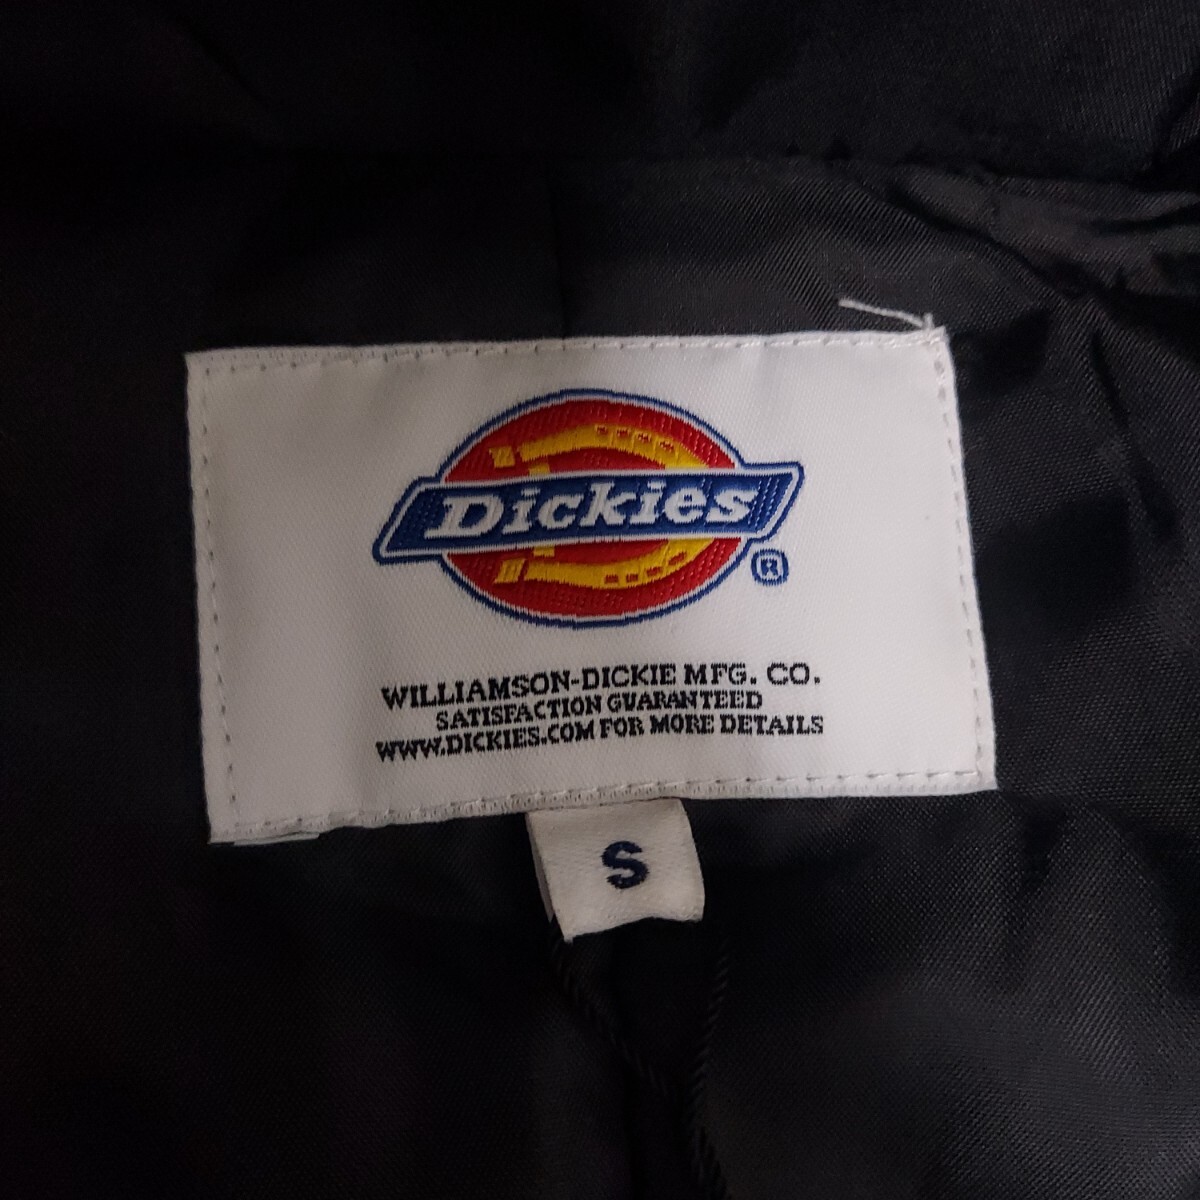 Dickies
®
WILLIAMSON-DICKIE MFG. CO.
SATISFACTION GUARANTEED
WWW.DICKIES.COM FOR MORE DETAILS
S